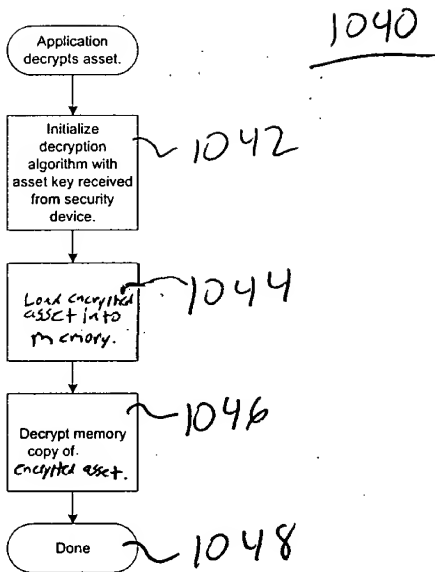 1040
Application
decrypts asset.
Initialize
decryption
algorithm with
asset key received
from security
device.
1042
Load encrypted
asset into
memory.
1044
Decrypt memory
copy of.
encrypted asset.
1046
Done
1048